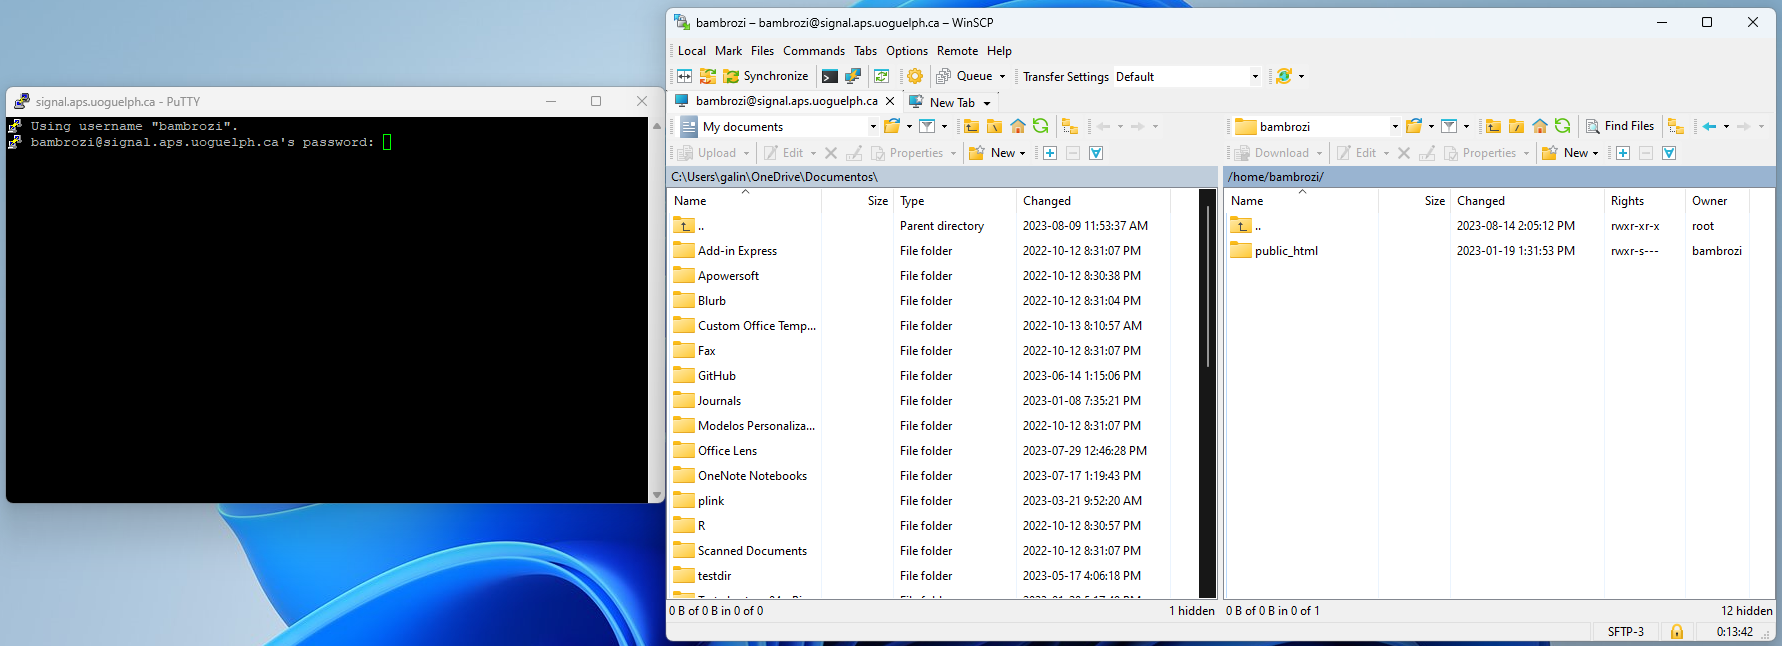 signal.aps.uoguelph.ca - PuTTY
Using username "bambrozi".
bambrozi@signal.aps.uoguelph.ca's password:
bambrozi – bambrozi@signal.aps.uoguelph.ca – WinSCP
Local Mark Files Commands Tabs Options Remote Help
Synchronize Queue Transfer Settings Default
bambrozi@signal.aps.uoguelph.ca New Tab
My documents
Upload Edit Properties New
C:\Users\galin\OneDrive\Documentos\
Name Size Type Changed
.. Parent directory 2023-08-09 11:53:37 AM
Add-in Express File folder 2022-10-12 8:31:07 PM
Apowersoft File folder 2022-10-12 8:30:38 PM
Blurb File folder 2022-10-12 8:31:04 PM
Custom Office Temp... File folder 2022-10-13 8:10:57 AM
Fax File folder 2022-10-12 8:31:07 PM
GitHub File folder 2023-06-14 1:15:06 PM
Journals File folder 2023-01-08 7:35:21 PM
Modelos Personaliza... File folder 2022-10-12 8:31:07 PM
Office Lens File folder 2023-07-29 12:46:28 PM
OneNote Notebooks File folder 2023-07-17 1:19:43 PM
plink File folder 2023-03-21 9:52:20 AM
R File folder 2022-10-12 8:30:57 PM
Scanned Documents File folder 2022-10-12 8:31:07 PM
testdir File folder 2023-05-17 4:06:18 PM
0 B of 0 B in 0 of 0 1 hidden
bambrozi Find Files
Download Edit Properties New
/home/bambrozi/
Name Size Changed Rights Owner
.. 2023-08-14 2:05:12 PM rwxr-xr-x root
public_html 2023-01-19 1:31:53 PM rwxr-s--- bambrozi
0 B of 0 B in 0 of 1 12 hidden
SFTP-3 0:13:42